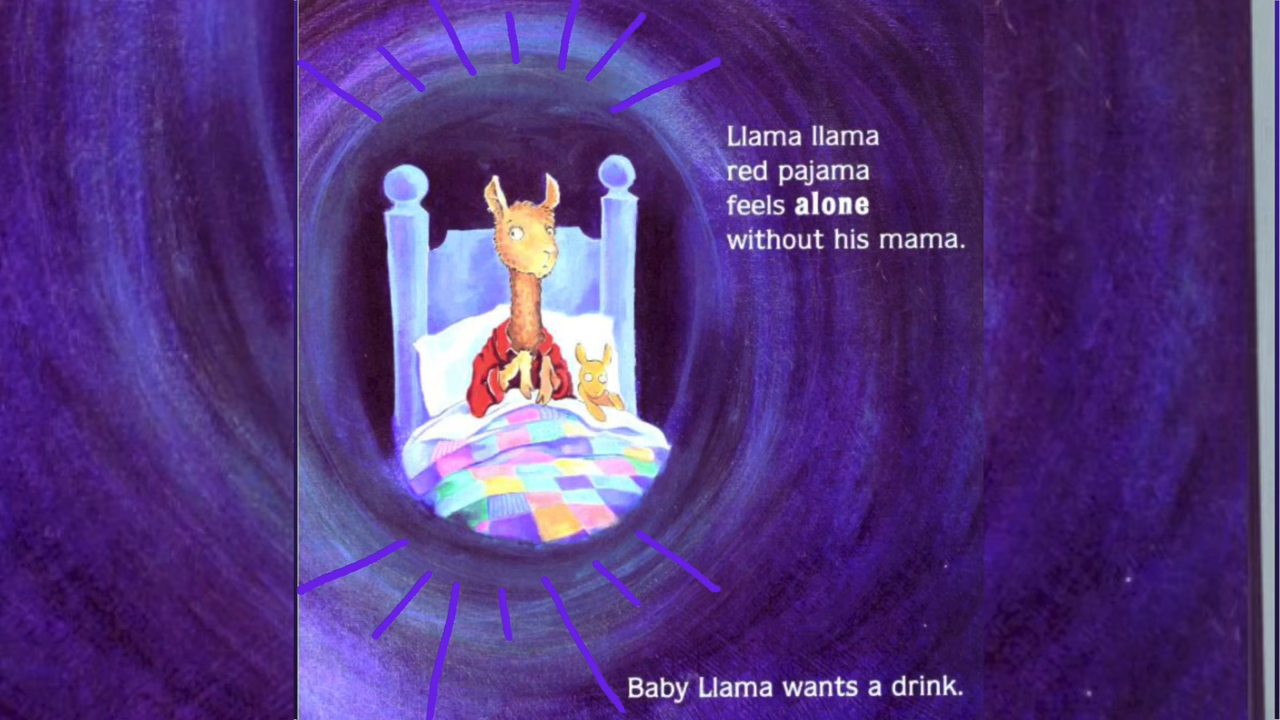 Llama llama
red pajama
feels alone
without his mama.
Baby Llama wants a drink.